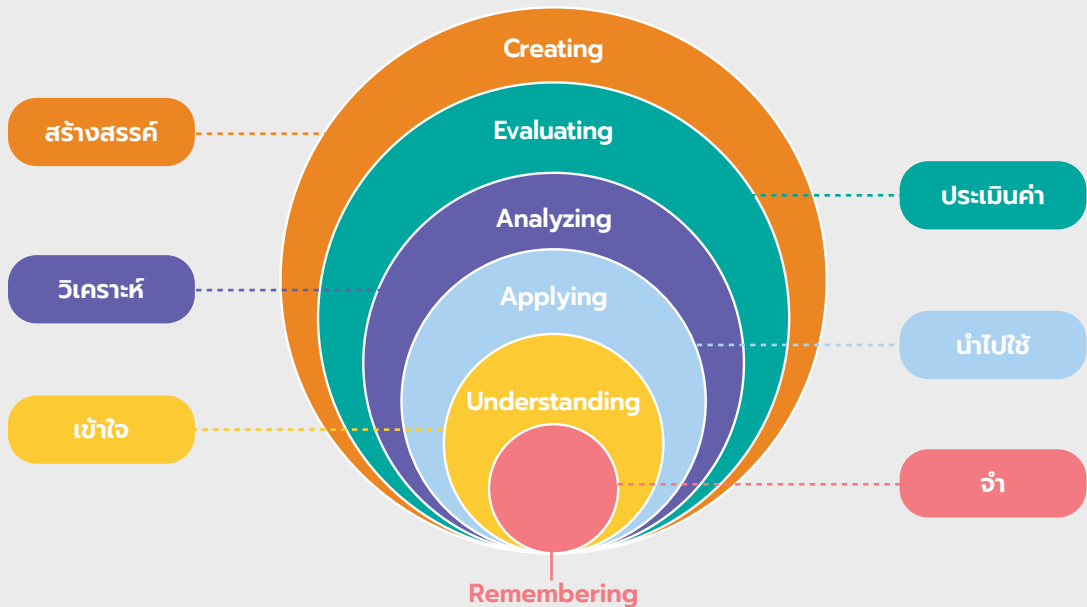 Creating
สร้างสรรค์
Evaluating
ประเมินค่า
Analyzing
วิเคราะห์
Applying
นำไปใช้
Understanding
เข้าใจ
จำ
Remembering